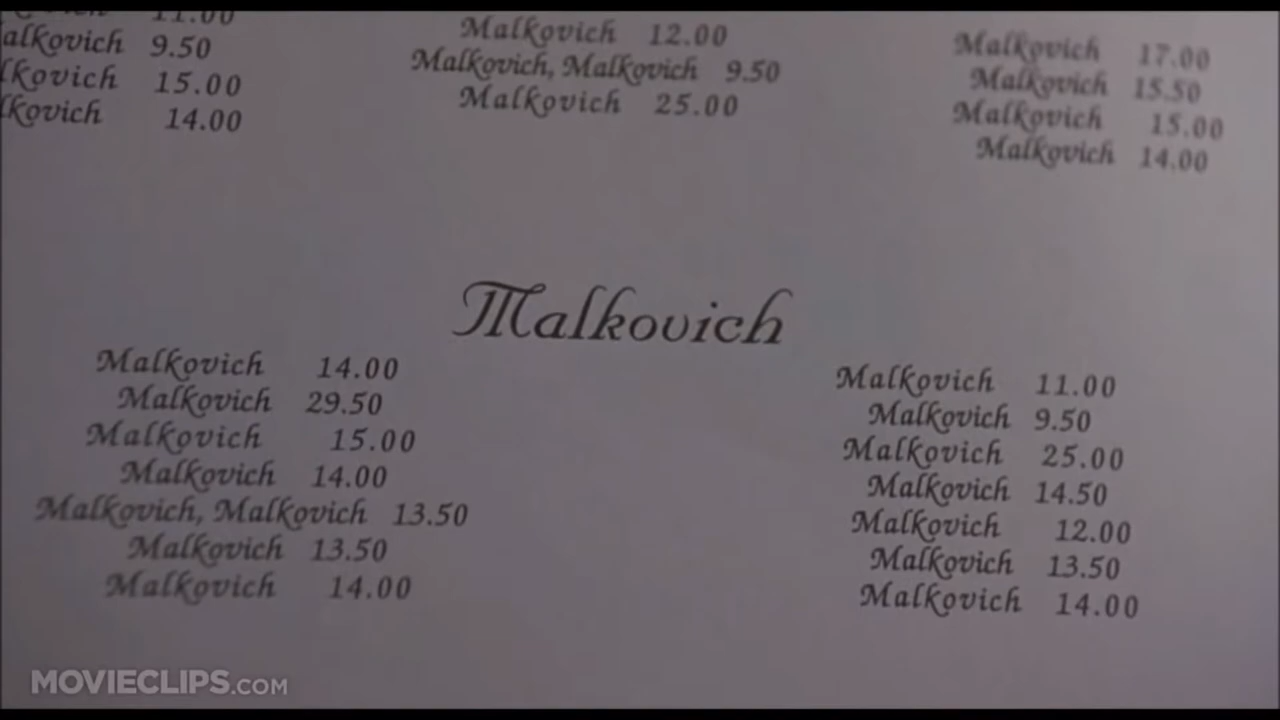 11.00
alkovich 9.50
lkovich 15.00
lkovich 14.00
Malkovich 12.00
Malkovich, Malkovich 9.50
Malkovich 25.00
Malkovich 17.00
Malkovich 15.50
Malkovich 15.00
Malkovich 14.00
Malkovich
Malkovich 14.00
Malkovich 29.50
Malkovich 15.00
Malkovich 14.00
Malkovich, Malkovich 13.50
Malkovich 13.50
Malkovich 14.00
Malkovich 11.00
Malkovich 9.50
Malkovich 25.00
Malkovich 14.50
Malkovich 12.00
Malkovich 13.50
Malkovich 14.00
MOVIECLIPS.COM